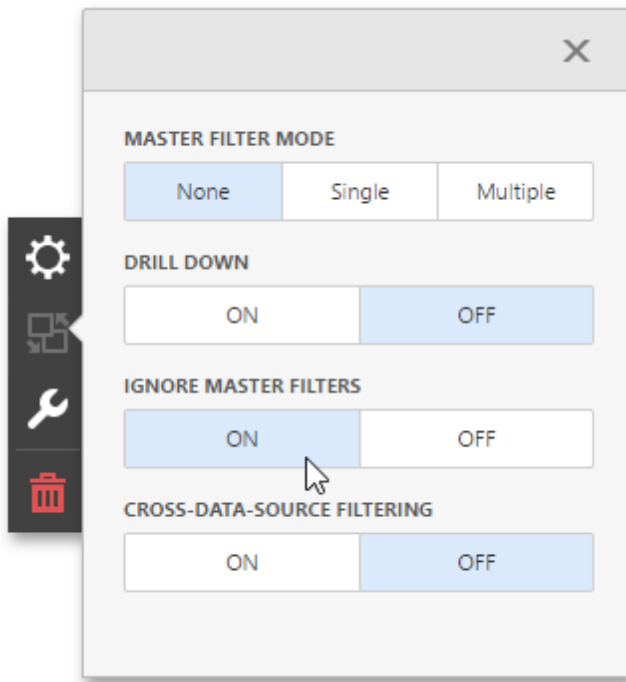 MASTER FILTER MODE
None Single Multiple
DRILL DOWN
ON OFF
IGNORE MASTER FILTERS
ON OFF
CROSS-DATA-SOURCE FILTERING
ON OFF